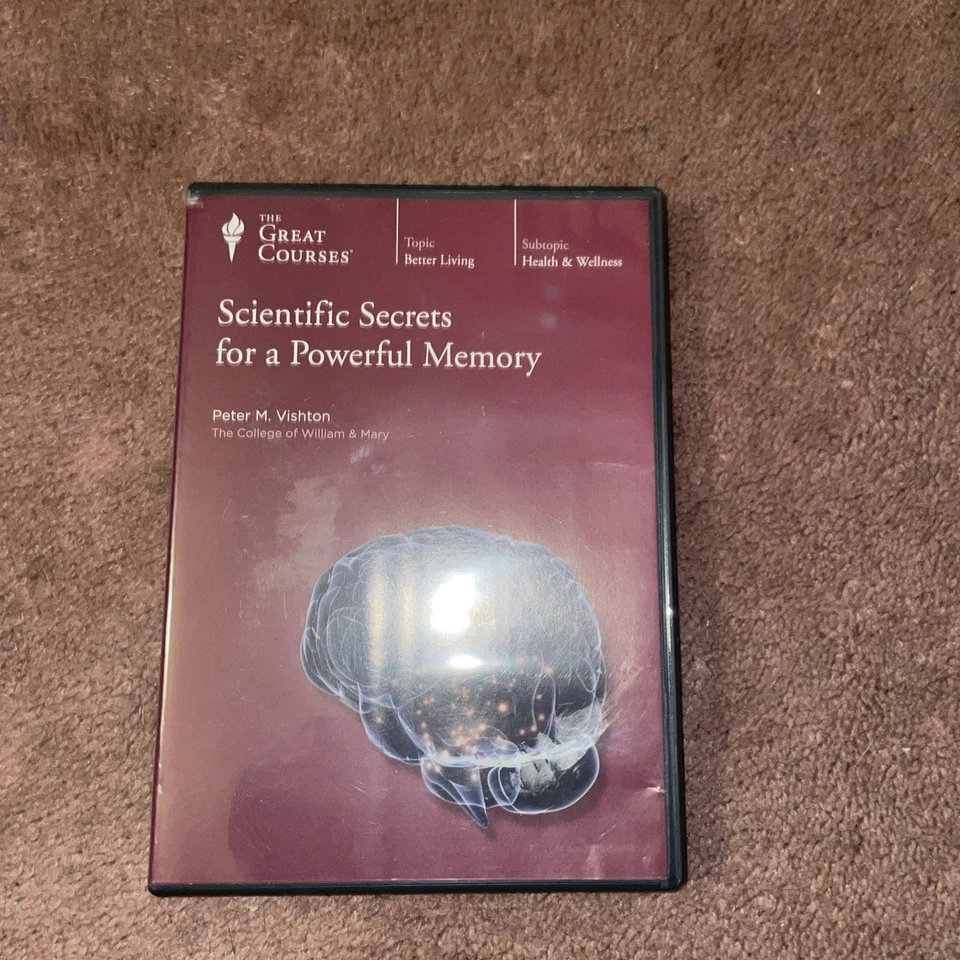 THE
GREAT
COURSES®
Topic
Better Living
Subtopic
Health & Wellness
Scientific Secrets
for a Powerful Memory
Peter M. Vishton
The College of William & Mary